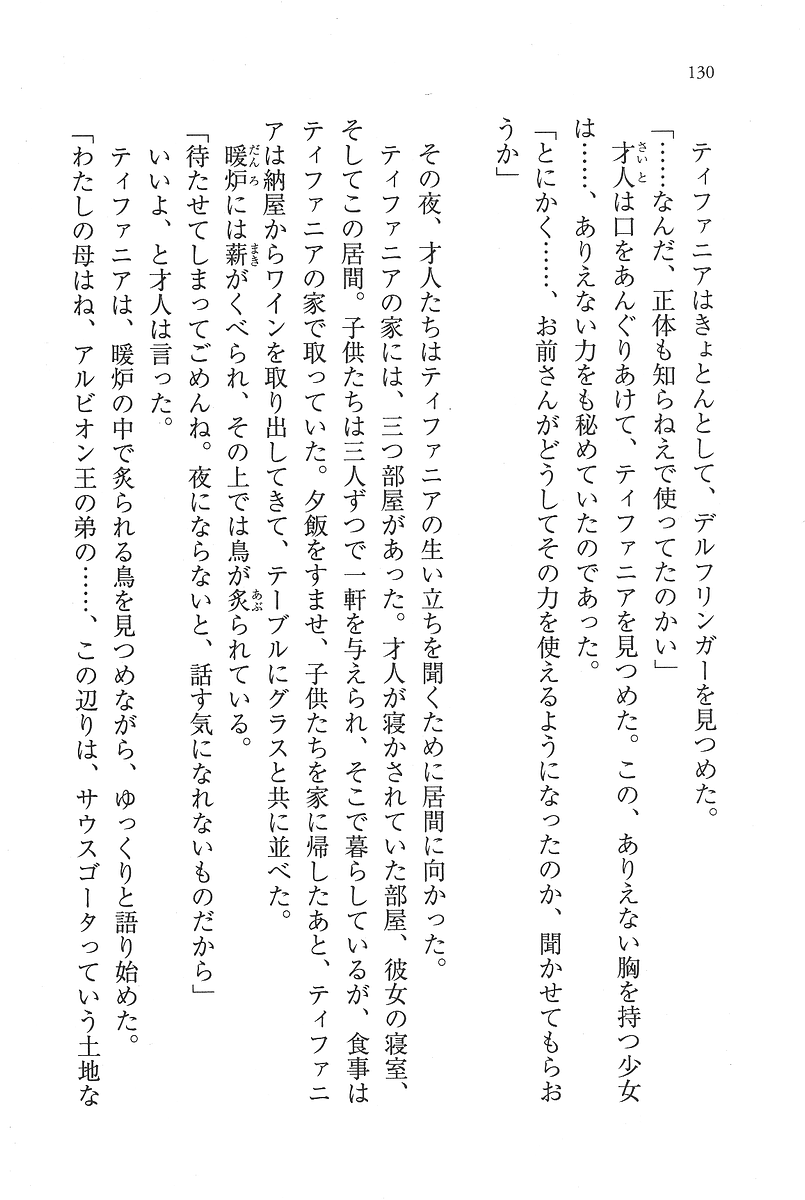 130
ティファニアはきょとんとして、デルフリンガーを見つめた。
「……なんだ、正体も知らねえで使ってたのかい」
才人は口をあんぐりあけて、ティファニアを見つめた。この、ありえない胸を持つ少女
は……、ありえない力をも秘めていたのであった。
「とにかく……、お前さんがどうしてその力を使えるようになったのか、聞かせてもらお
うか」
その夜、才人たちはティファニアの生い立ちを聞くために居間に向かった。
ティファニアの家には、三つ部屋があった。才人が寝かされていた部屋、彼女の寝室、
そしてこの居間。子供たちは三人ずつで一軒を与えられ、そこで暮らしているが、食事は
ティファニアの家で取っていた。夕飯をすませ、子供たちを家に帰したあと、ティファニ
アは納屋からワインを取り出してきて、テーブルにグラスと共に並べた。
暖炉には薪がくべられ、その上では鳥が炙られている。
「待たせてしまってごめんね。夜にならないと、話す気になれないものだから」
いいよ、と才人は言った。
ティファニアは、暖炉の中で炙られる鳥を見つめながら、ゆっくりと語り始めた。
「わたしの母はね、アルビオン王の弟の……、この辺りは、サウスゴータっていう土地な